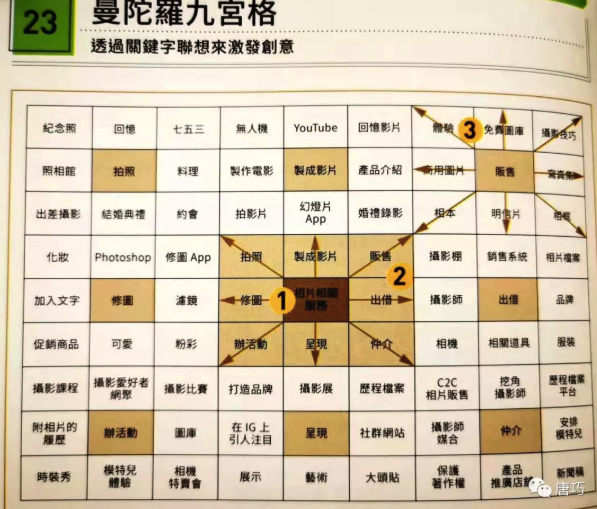 23 曼陀羅九宮格
透過關鍵字聯想來激發創意
紀念照 回憶 七五三 無人機 YouTube 回憶影片 體驗 3 免費圖庫 攝影技巧
照相館 拍照 料理 製作電影 製成影片 產品介紹 商用圖片 販售 寫真集
出差攝影 結婚典禮 約會 拍影片 幻燈片 App 婚禮錄影 相本 明信片 相框
化妝 Photoshop 修圖 App 拍照 製成影片 販售 攝影棚 銷售系統 相片檔案
加入文字 修圖 濾鏡 修圖 1 相片相關服務 出借 2 攝影師 出借 品牌
促銷商品 可愛 粉彩 辦活動 呈現 仲介 相機 相關道具 服裝
攝影課程 攝影愛好者網聚 攝影比賽 打造品牌 攝影展 歷程檔案 C2C 相片販售 挖角攝影師 歷程檔案平台
附相片的履歷 辦活動 圖庫 在 IG 上引人注目 呈現 社群網站 攝影師媒合 仲介 安排模特兒
時裝秀 模特兒體驗 相機特賣會 展示 藝術 大頭貼 保護著作權 產品推廣店 新聞稿
唐巧